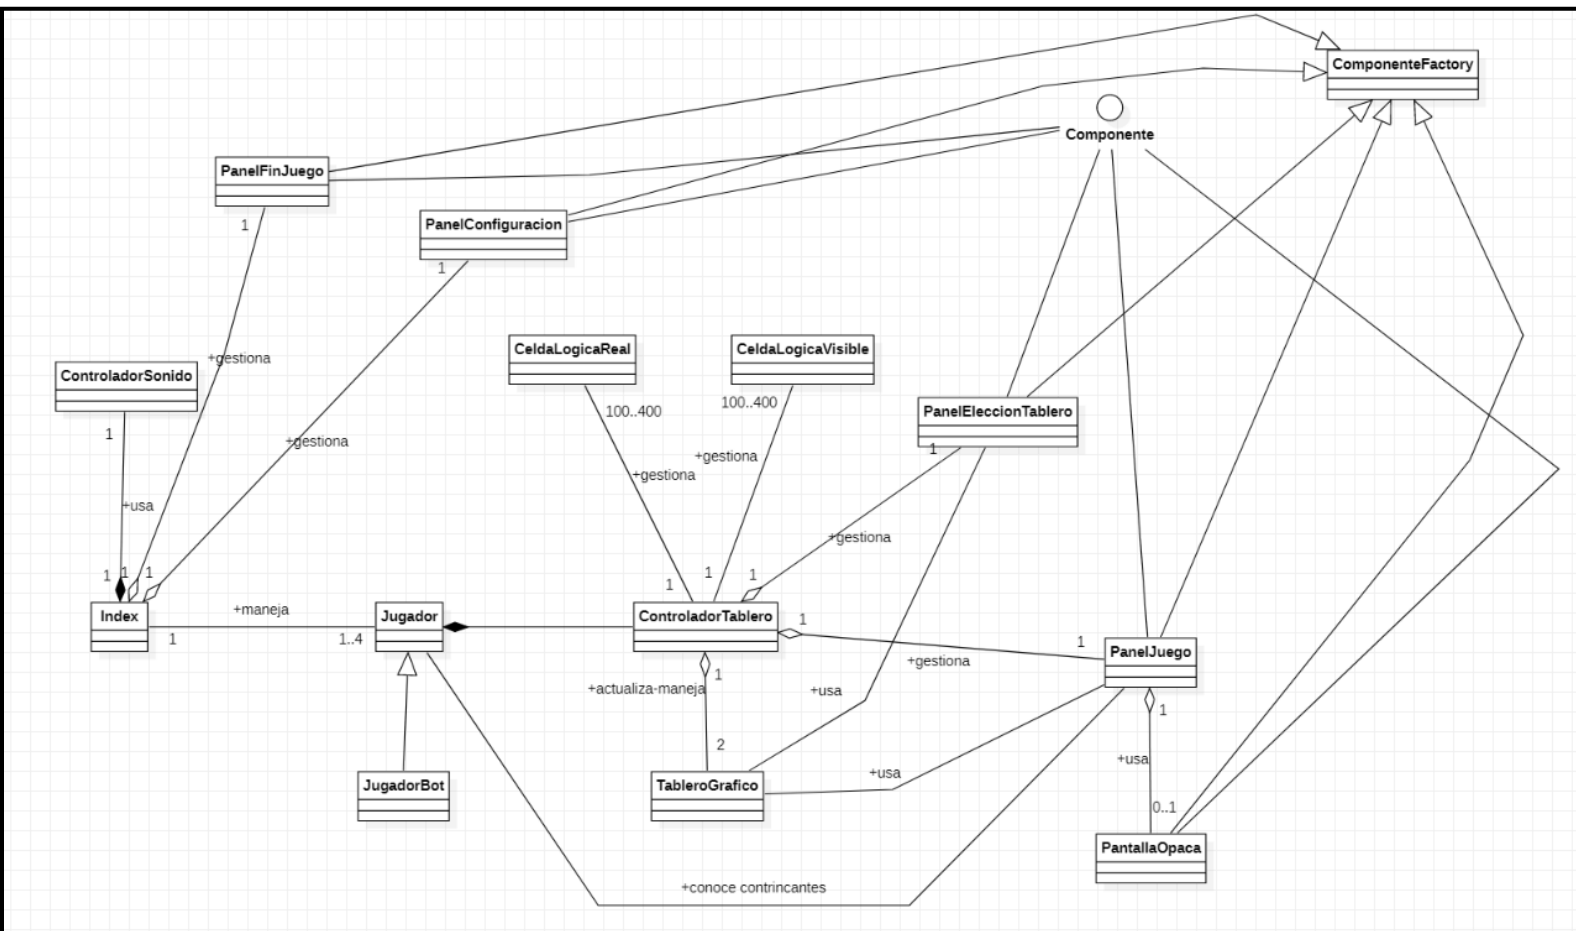 ComponenteFactory
Componente
PanelFinJuego
1
PanelConfiguracion
1
CeldaLogicaReal
CeldaLogicaVisible
+gestiona
ControladorSonido
100..400
100..400
PanelEleccionTablero
1
+gestiona
1
+gestiona
+gestiona
+usa
+gestiona
1
1
1
1
1
1
Index
+maneja
Jugador
ControladorTablero
1
1
1..4
1
PanelJuego
+gestiona
1
+actualiza-maneja
+usa
1
2
+usa
+usa
JugadorBot
TableroGrafico
0..1
PantallaOpaca
+conoce contrincantes